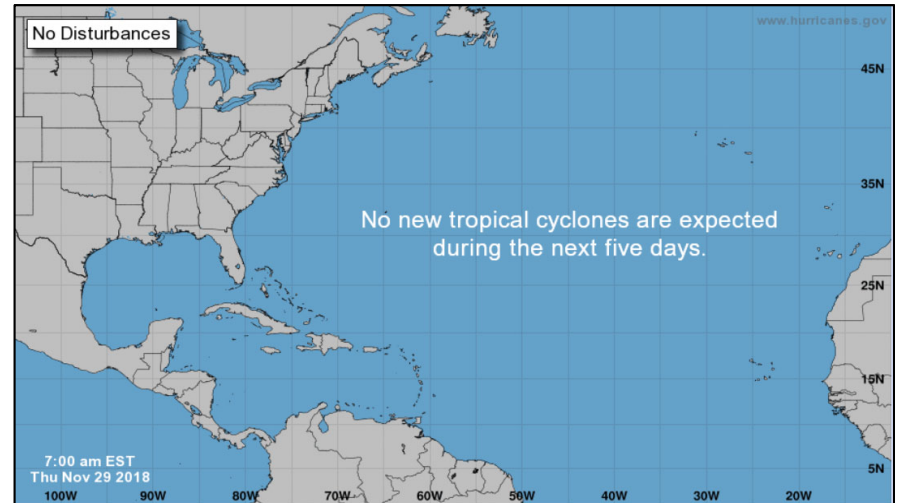 No Disturbances
www.hurricanes.gov
45N
35N
No new tropical cyclones are expected
during the next five days.
25N
15N
7:00 am EST
Thu Nov 29 2018
5N
100W 90W 80W 70W 60W 50W 40W 30W 20W